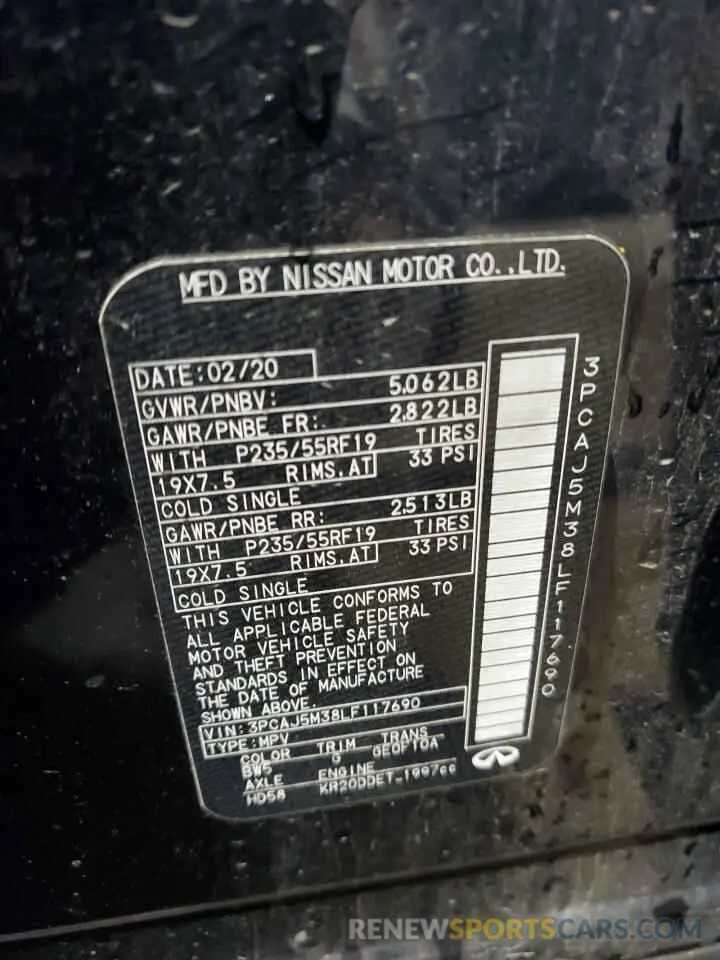 MFD BY NISSAN MOTOR CO.,LTD.
DATE:02/20
GVWR/PNBV: 5.062LB
GAWR/PNBE FR: 2.822LB
WITH P235/55RF19 TIRES
19X7.5 RIMS,AT 33 PSI
COLD SINGLE
GAWR/PNBE RR: 2.513LB
WITH P235/55RF19 TIRES
19X7.5 RIMS,AT 33 PSI
COLD SINGLE
THIS VEHICLE CONFORMS TO
ALL APPLICABLE FEDERAL
MOTOR VEHICLE SAFETY
AND THEFT PREVENTION
STANDARDS IN EFFECT ON
THE DATE OF MANUFACTURE
SHOWN ABOVE.
VIN:3PCAJ5M38LF117690
TYPE:MPV
COLOR TRIM TRANS
BW5 G GE0F10A
AXLE ENGINE
HD58 KR20DDET-1997cc
3PCAJ5M38LF117690
RENEWSPORTSCARS.COM